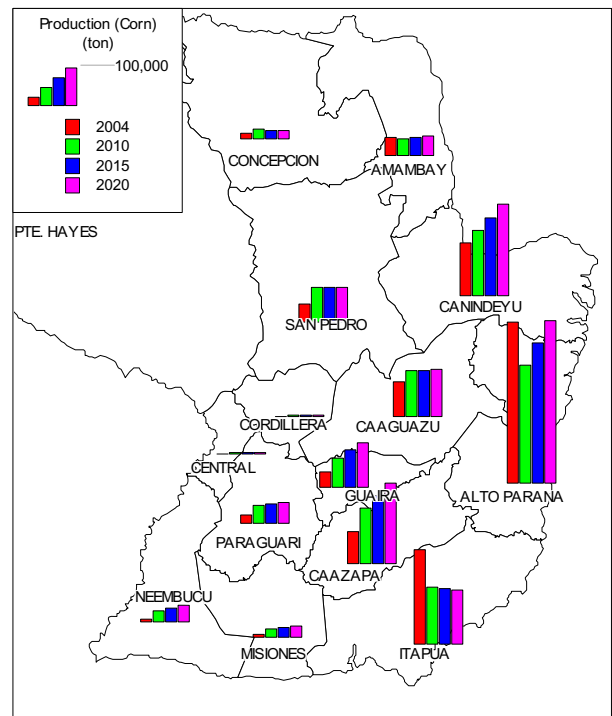 Production (Corn)
(ton)
100,000
2004
2010
2015
2020
CONCEPCION
AMAMBAY
PTE. HAYES
CANINDEYU
SAN PEDRO
CORDILLERA
CAAGUAZU
CENTRAL
GUAIRA
ALTO PARANA
PARAGUARI
CAAZAPA
NEEMBUCU
MISIONES
ITAPUA